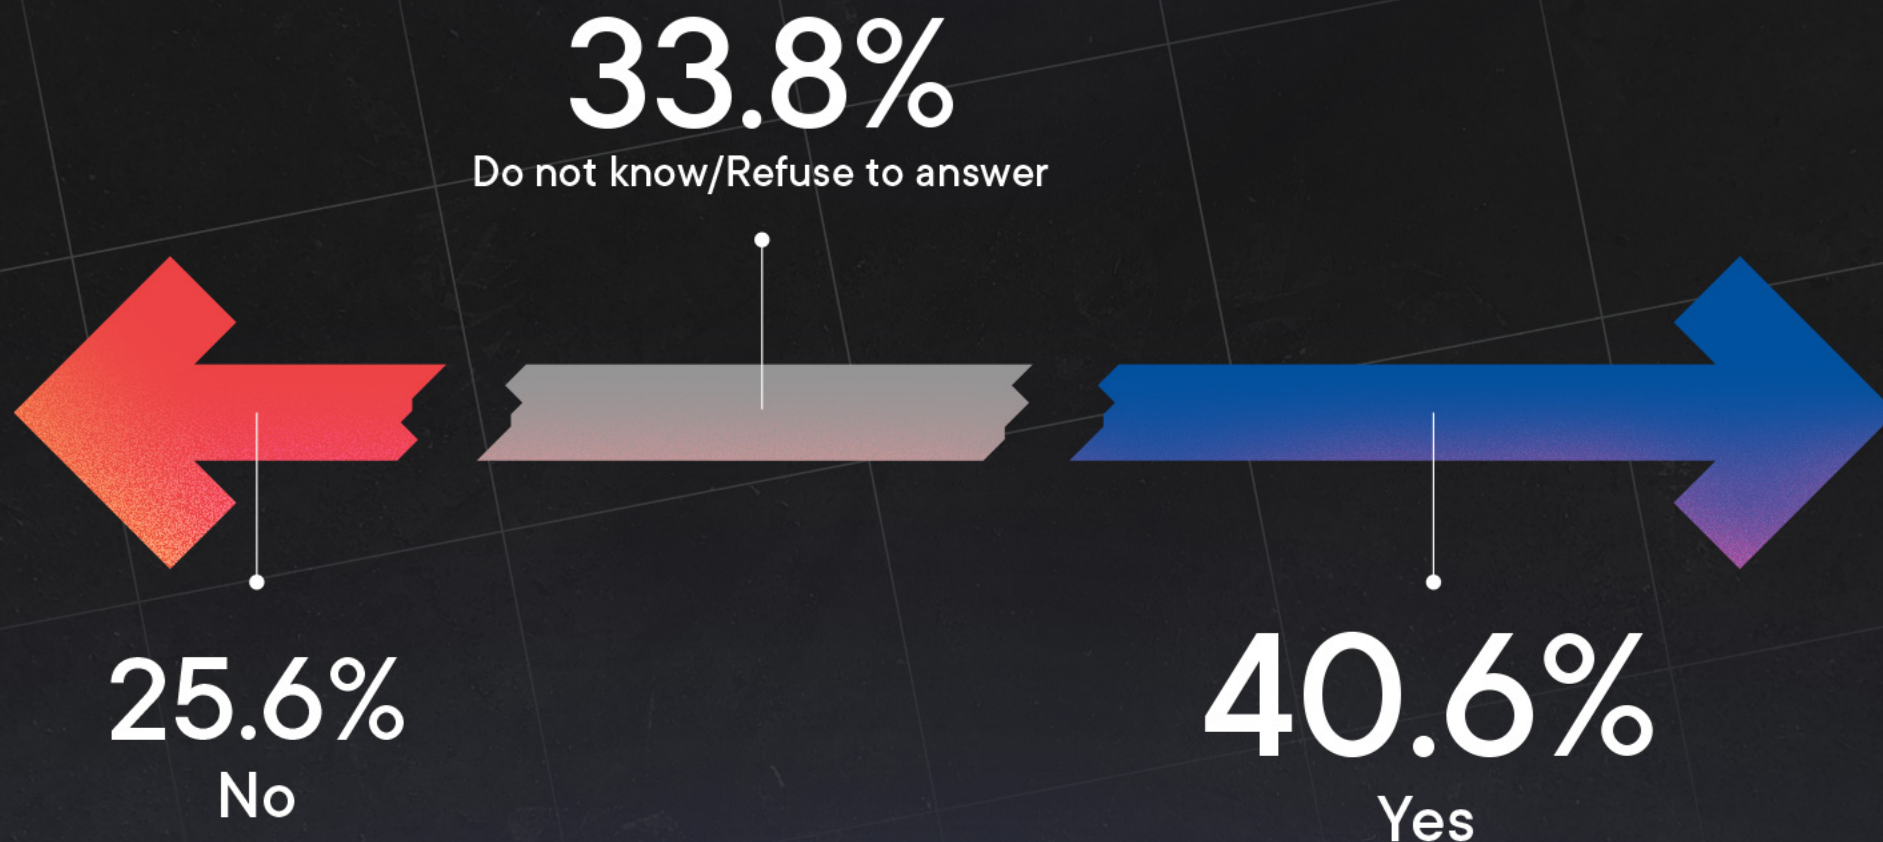 33.8%
Do not know/Refuse to answer
25.6%
No
40.6%
Yes